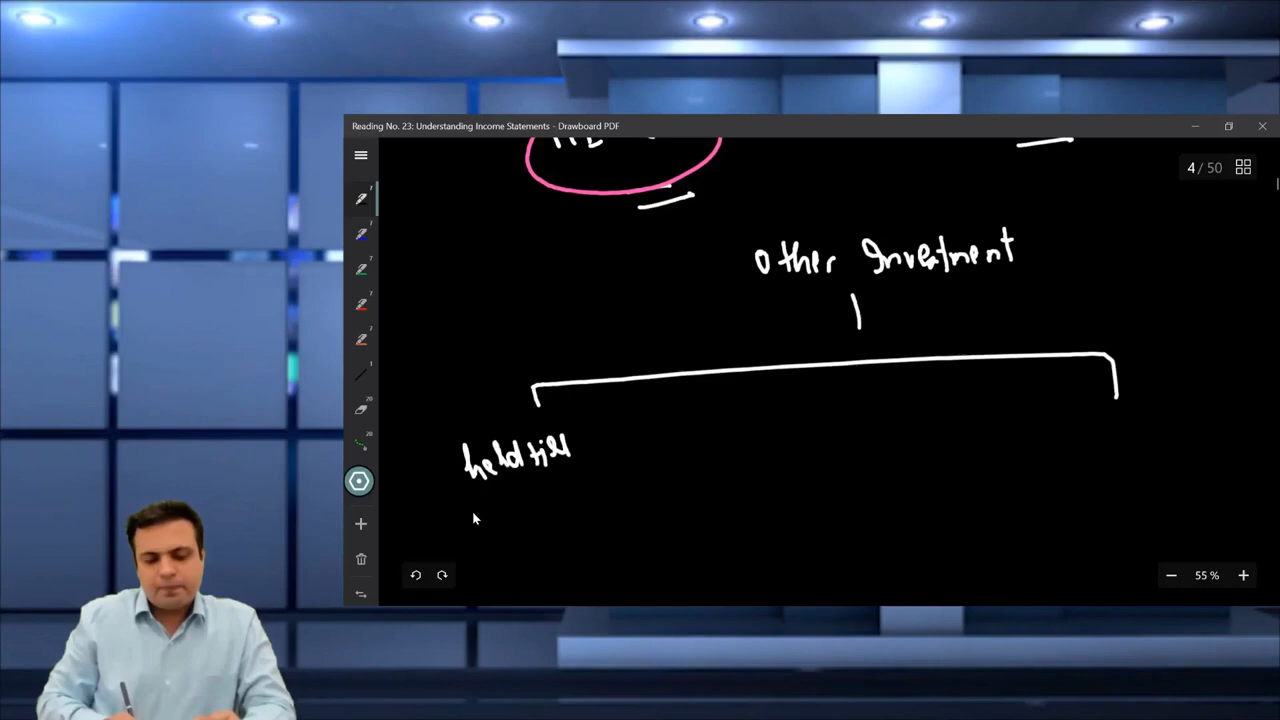 Reading No. 23: Understanding Income Statements - Drawboard PDF
4 / 50
Other Investment
held till
55 %